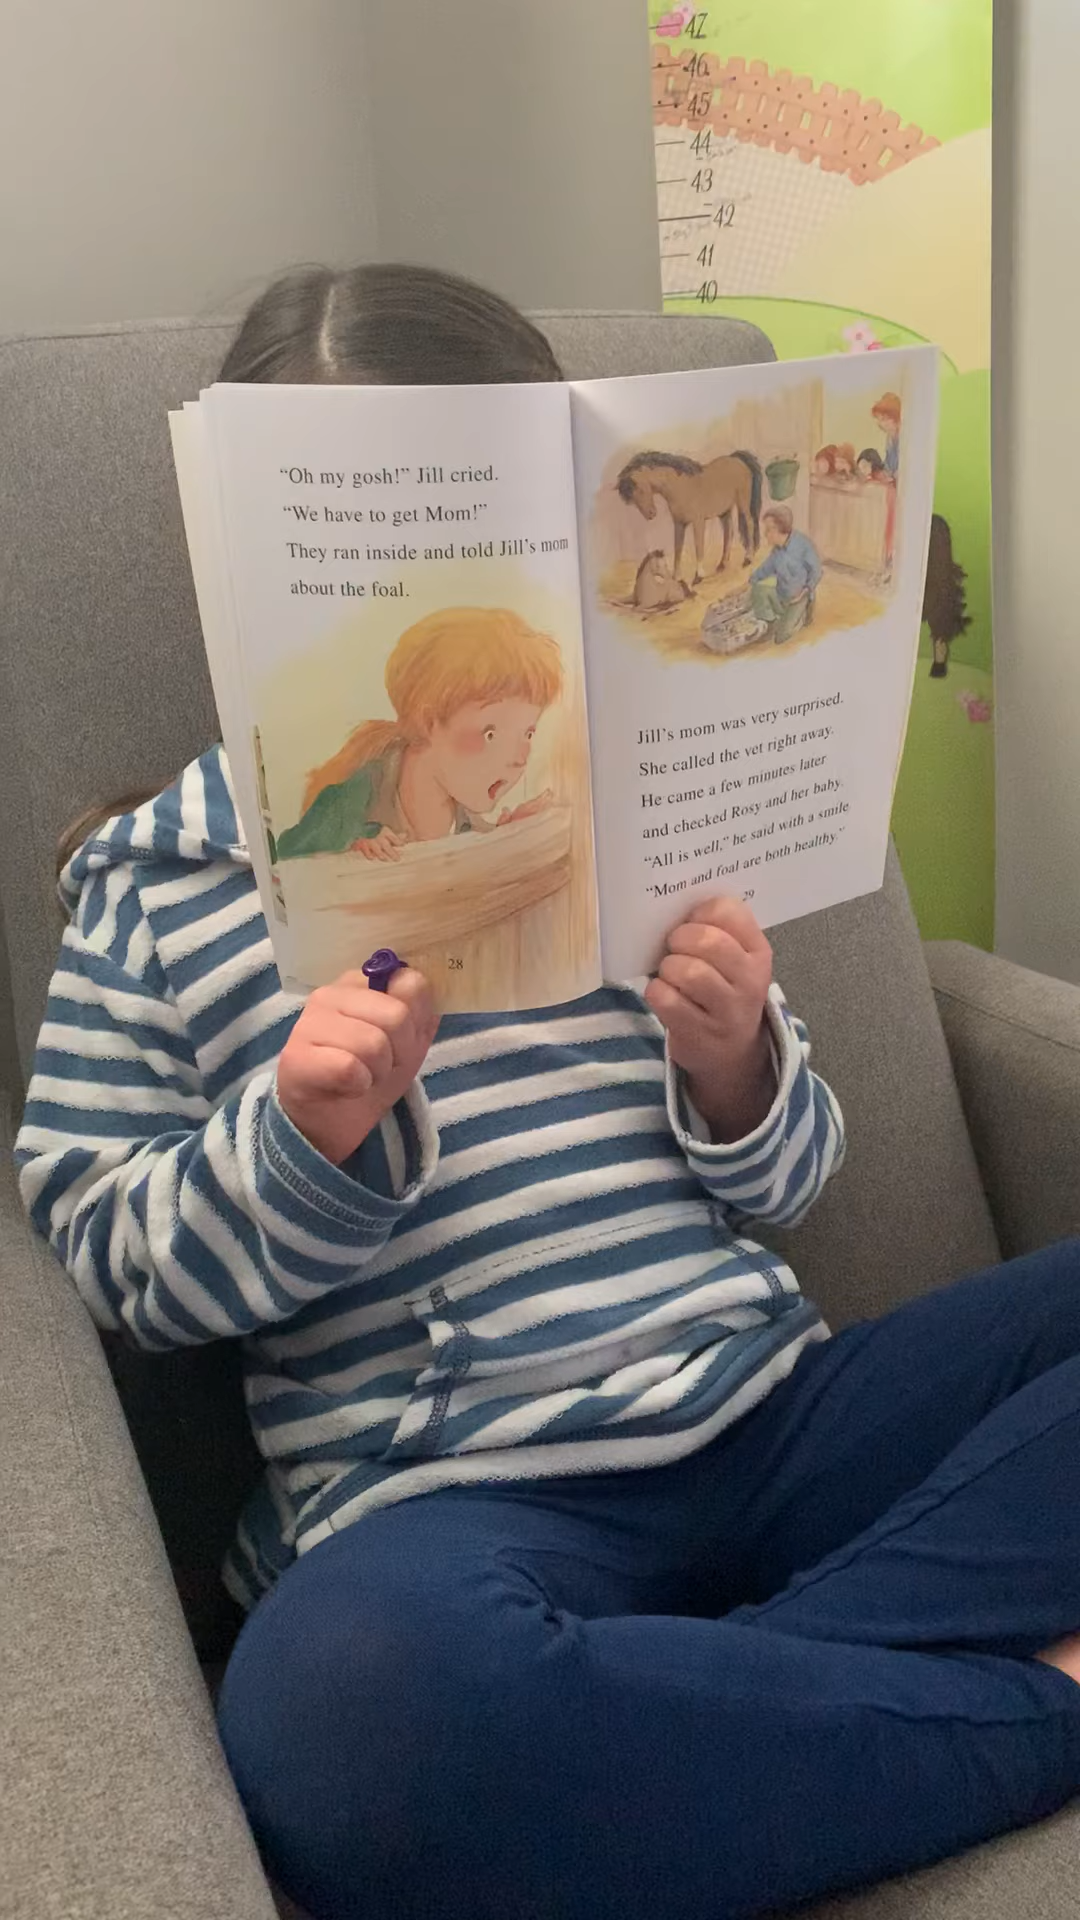 47
46
45
44
43
42
41
40
“Oh my gosh!” Jill cried.
“We have to get Mom!”
They ran inside and told Jill’s mom
about the foal.
28
Jill’s mom was very surprised.
She called the vet right away.
He came a few minutes later
and checked Rosy and her baby.
“All is well,” he said with a smile
“Mom and foal are both healthy.”
29